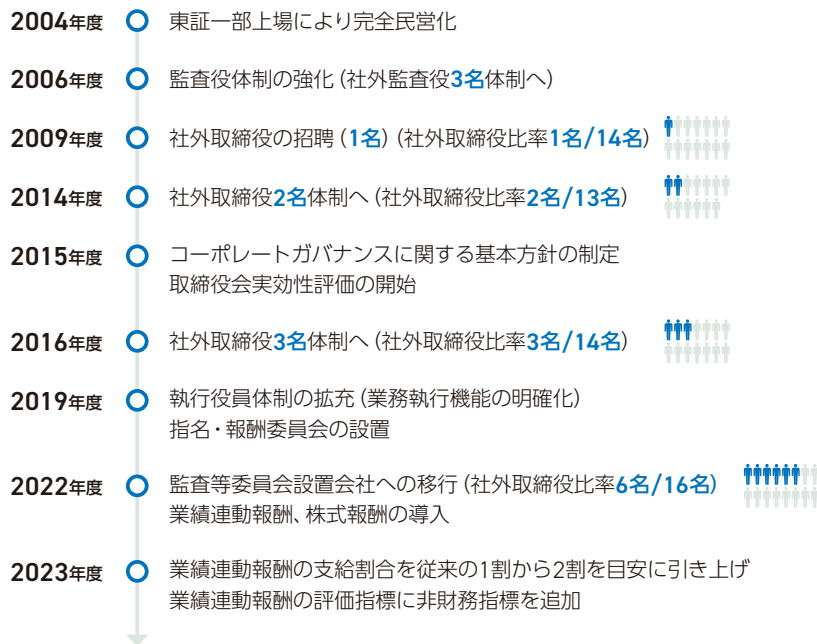 2004年度 東証一部上場により完全民営化
2006年度 監査役体制の強化（社外監査役3名体制へ）
2009年度 社外取締役の招聘（1名）（社外取締役比率1名/14名）
2014年度 社外取締役2名体制へ（社外取締役比率2名/13名）
2015年度 コーポレートガバナンスに関する基本方針の制定
取締役会実効性評価の開始
2016年度 社外取締役3名体制へ（社外取締役比率3名/14名）
2019年度 執行役員体制の拡充（業務執行機能の明確化）
指名・報酬委員会の設置
2022年度 監査等委員会設置会社への移行（社外取締役比率6名/16名）
業績連動報酬、株式報酬の導入
2023年度 業績連動報酬の支給割合を従来の1割から2割を目安に引き上げ
業績連動報酬の評価指標に非財務指標を追加